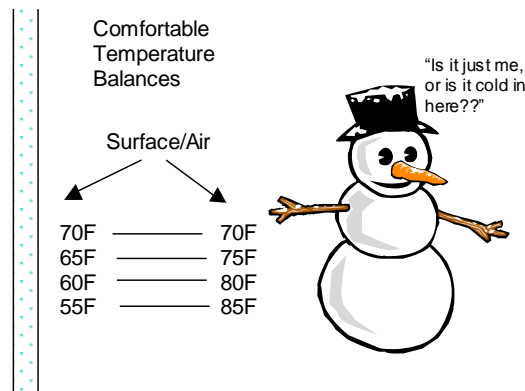 Comfortable
Temperature
Balances
“Is it just me,
or is it cold in
here??”
Surface/Air
70F 70F
65F 75F
60F 80F
55F 85F